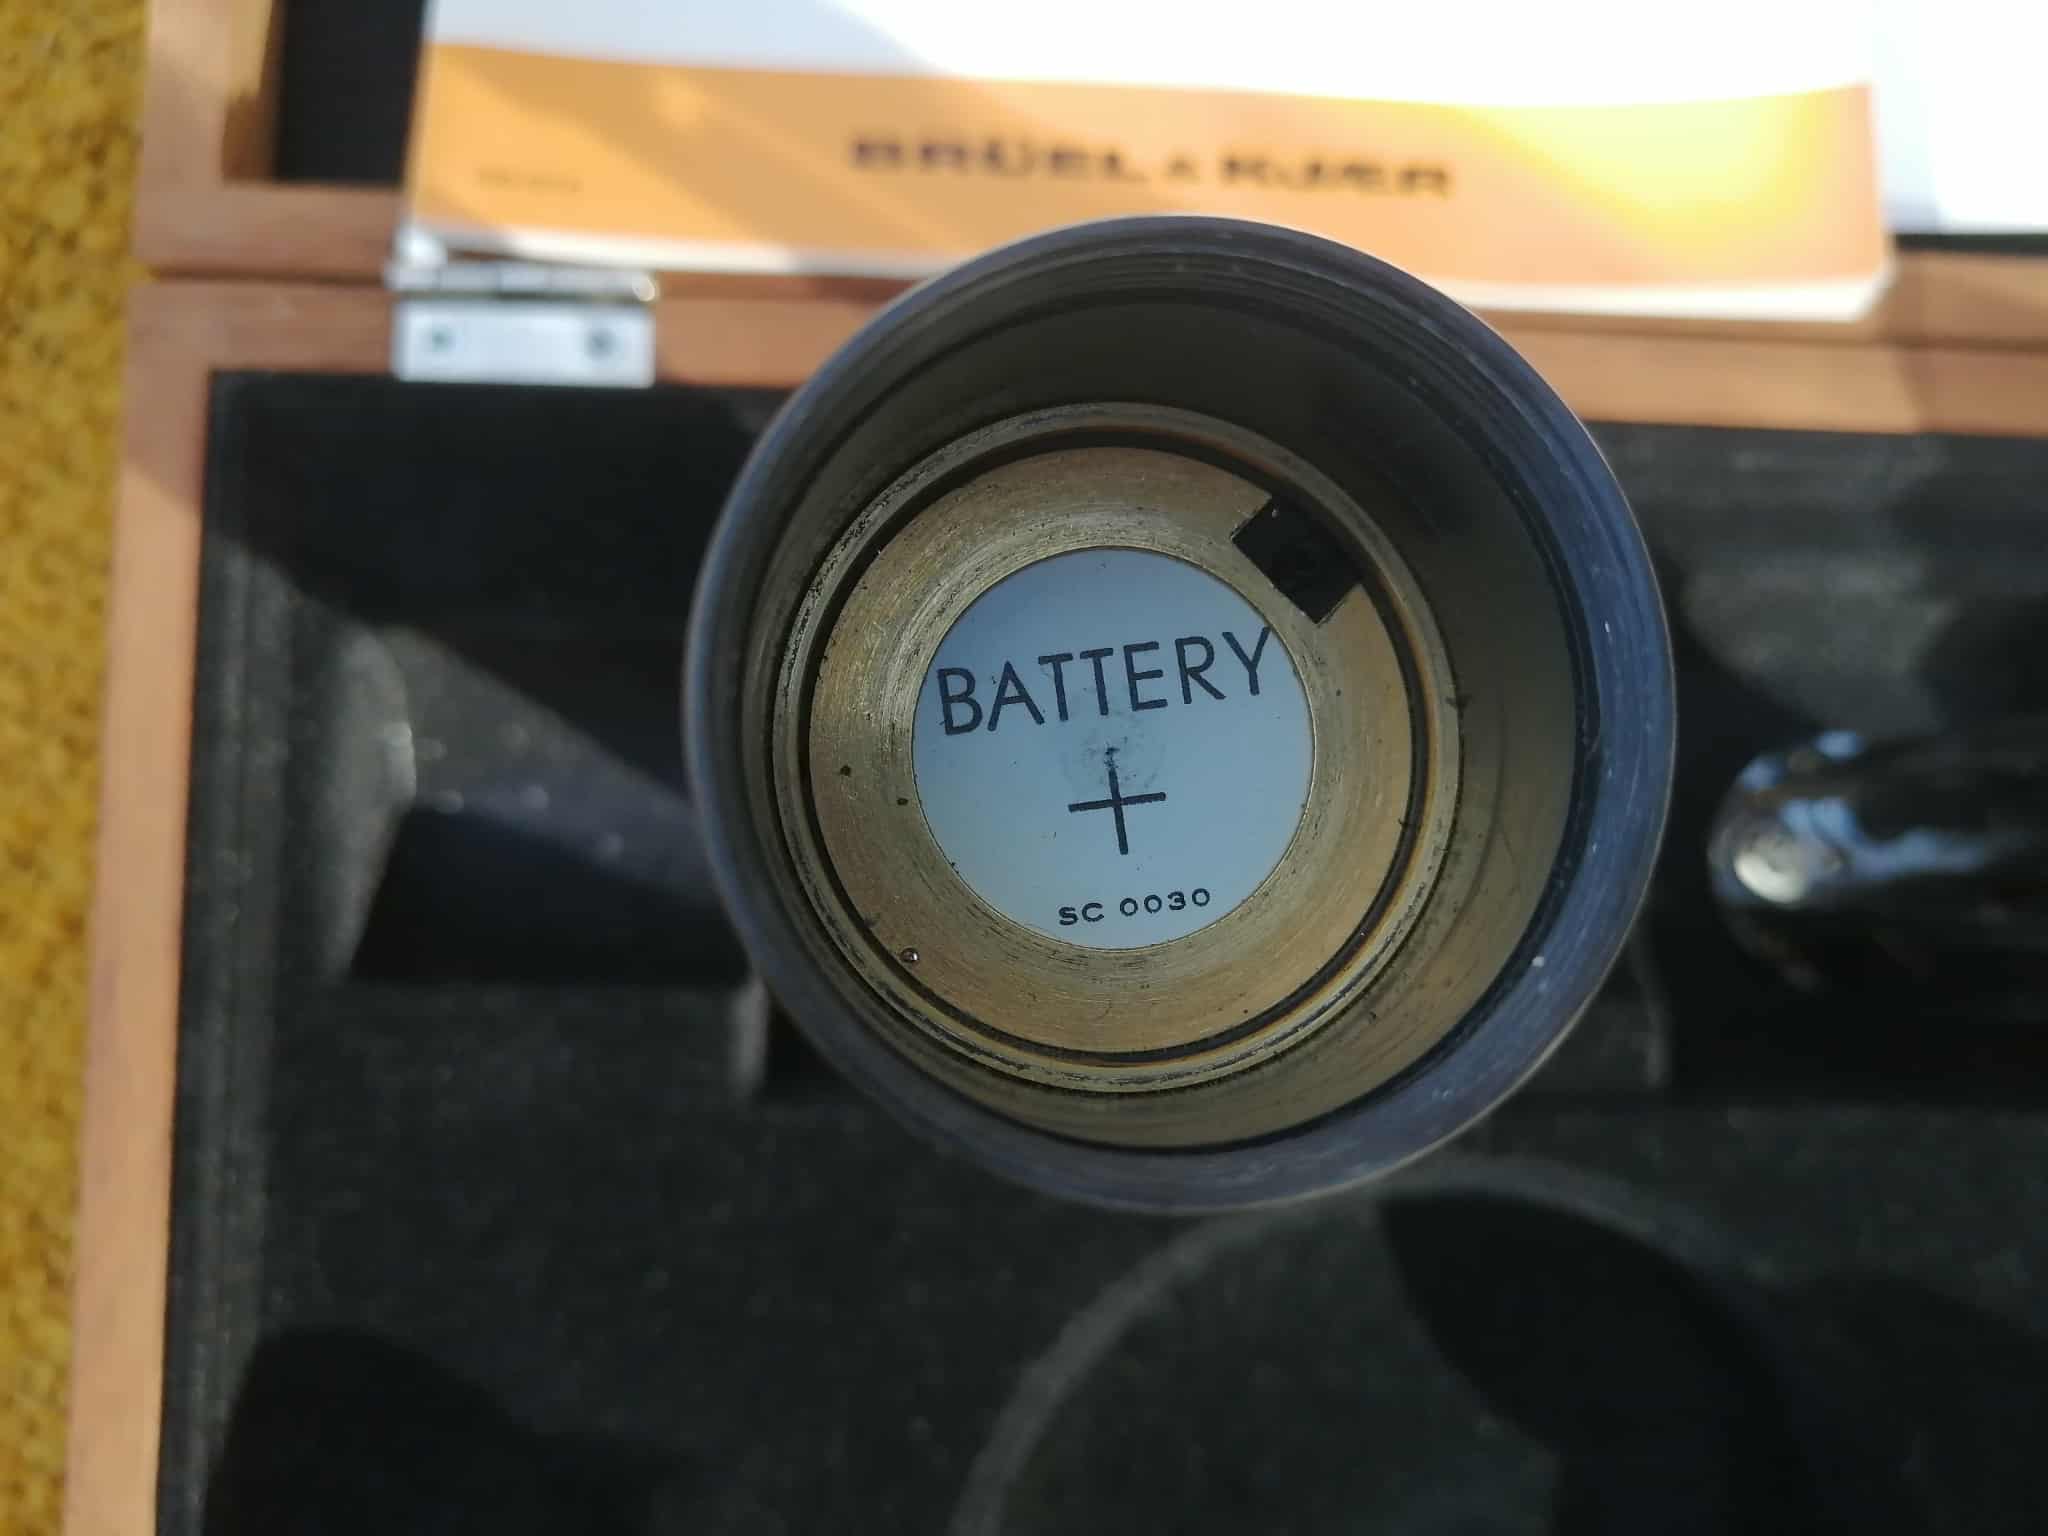 BRÜEL & KJÆR
BATTERY
+
SC 0030